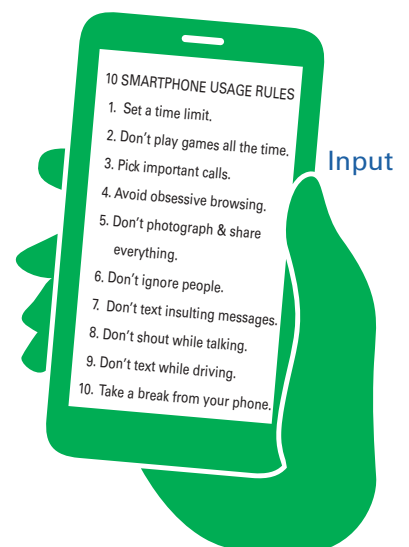 10 SMARTPHONE USAGE RULES
1. Set a time limit.
2. Don't play games all the time.
3. Pick important calls.
4. Avoid obsessive browsing.
5. Don't photograph & share
everything.
6. Don't ignore people.
7. Don't text insulting messages.
8. Don't shout while talking.
9. Don't text while driving.
10. Take a break from your phone.
Input